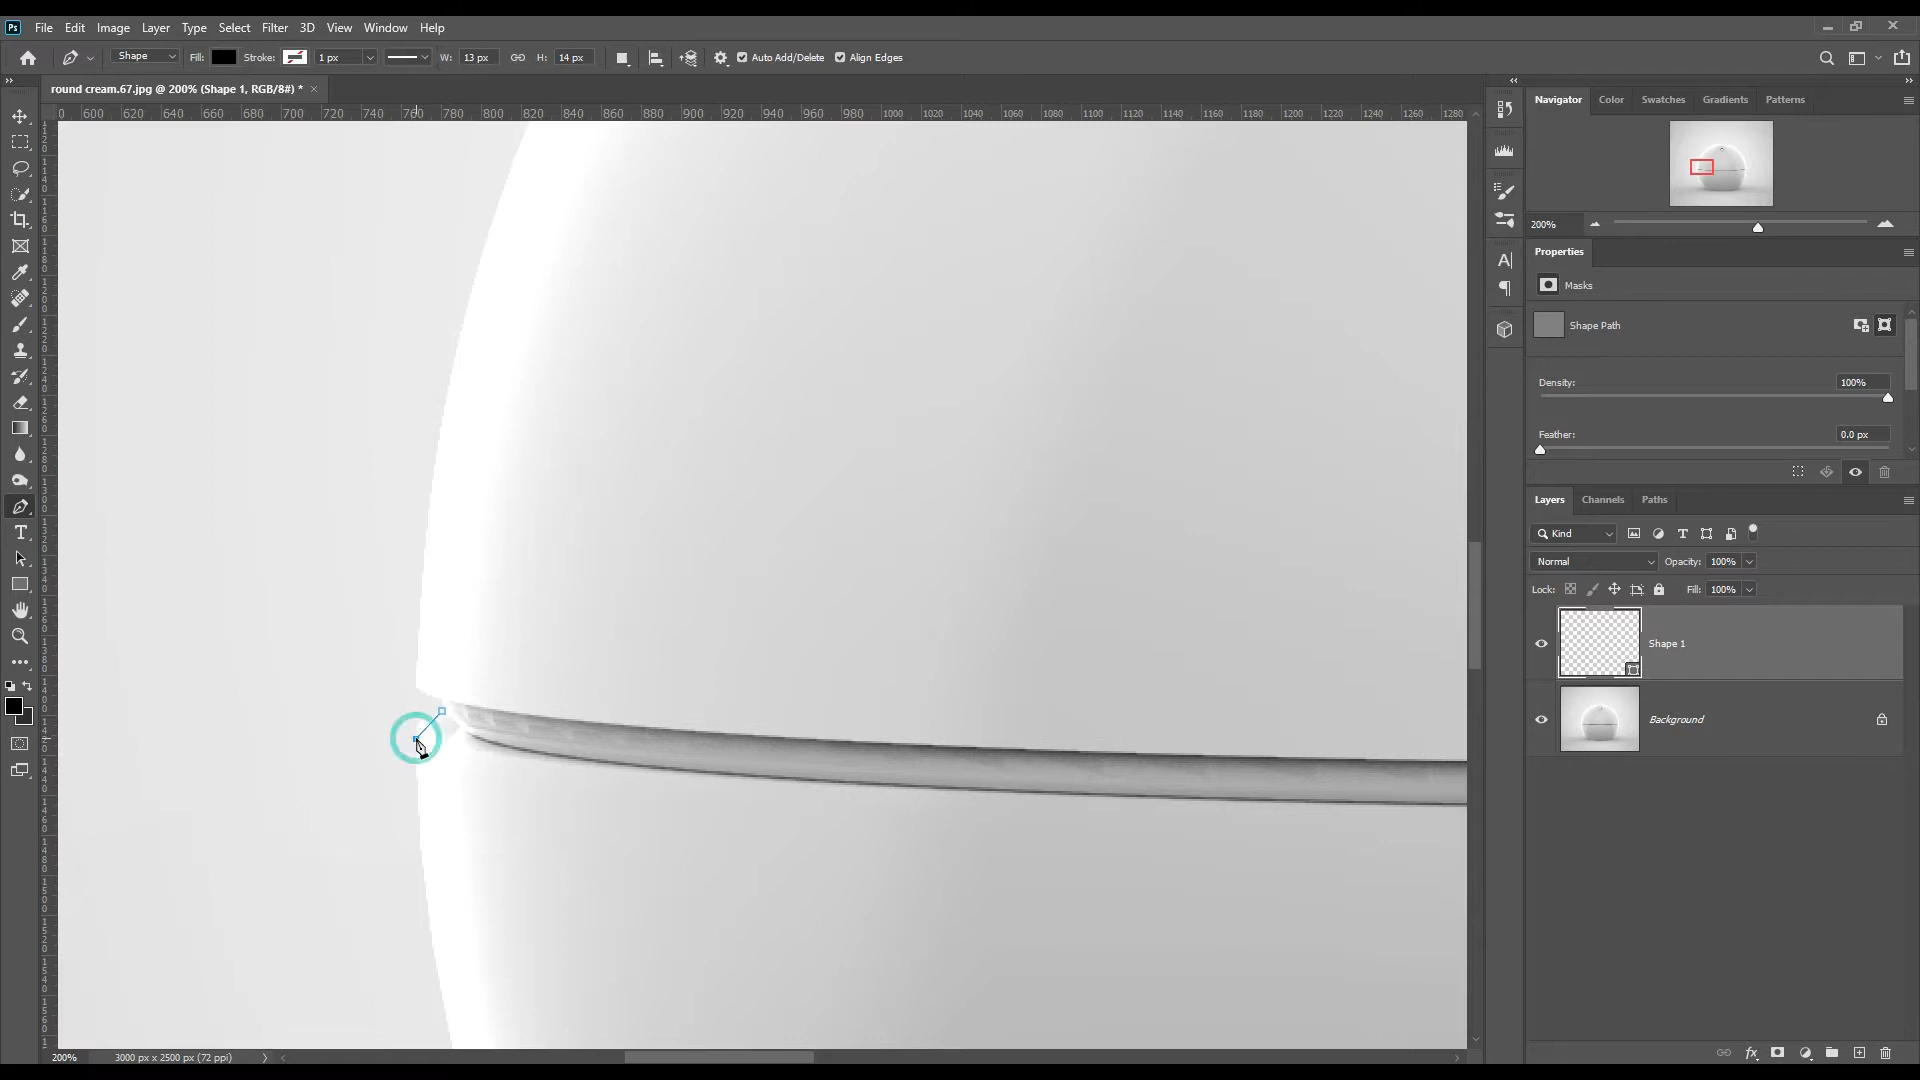 Ps File Edit Image Layer Type Select Filter 3D View Window Help
Shape Fill: Stroke: 1 px W: 13 px H: 14 px Auto Add/Delete Align Edges
round cream.67.jpg @ 200% (Shape 1, RGB/8#) * ×
0 600 620 640 660 680 700 720 740 760 780 800 820 840 860 880 900 920 940 960 980 1000 1020 1040 1060 1080 1100 1120 1140 1160 1180 1200 1220 1240 1260 1280
Navigator Color Swatches Gradients Patterns
200%
Properties
Masks
Shape Path
Density: 100%
Feather: 0.0 px
Layers Channels Paths
Kind
Normal Opacity: 100%
Lock: Fill: 100%
Shape 1
Background
200% 3000 px x 2500 px (72 ppi)